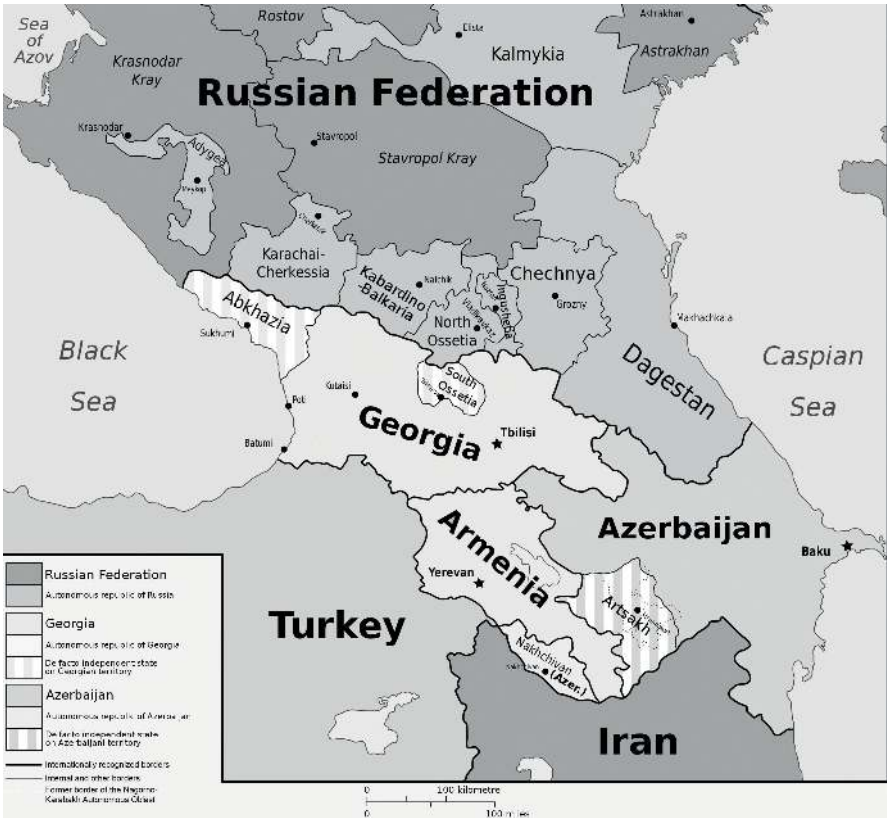 Sea
of
Azov
Rostov
Elista
Astrakhan
Kalmykia
Astrakhan
Krasnodar
Kray
Russian Federation
Krasnodar
Adygea
Maykop
Stavropol
Stavropol Kray
Cherkessk
Karachai-
Cherkessia
Kabardino
-Balkaria
Nalchik
Ingushetia
Chechnya
Grozny
North
Ossetia
Vladikavkaz
Makhachkala
Dagestan
Abkhazia
Sukhumi
Black
Sea
Caspian
Sea
South
Ossetia
Kutaisi
Poti
Batumi
Georgia
Tbilisi
Armenia
Yerevan
Azerbaijan
Baku
Artsakh
Turkey
Nakhchivan
(Azer.)
Nakhchivan
Iran
Russian Federation
Autonomous republic of Russia
Georgia
Autonomous republic of Georgia
De facto independent state
on Georgian territory
Azerbaijan
Autonomous republic of Azerbaijan
De facto independent state
on Azerbaijani territory
Internationally recognized borders
Internal and other borders
Former border of the Nagorno-
Karabakh Autonomous Oblast
0 100 kilometre
0 100 miles